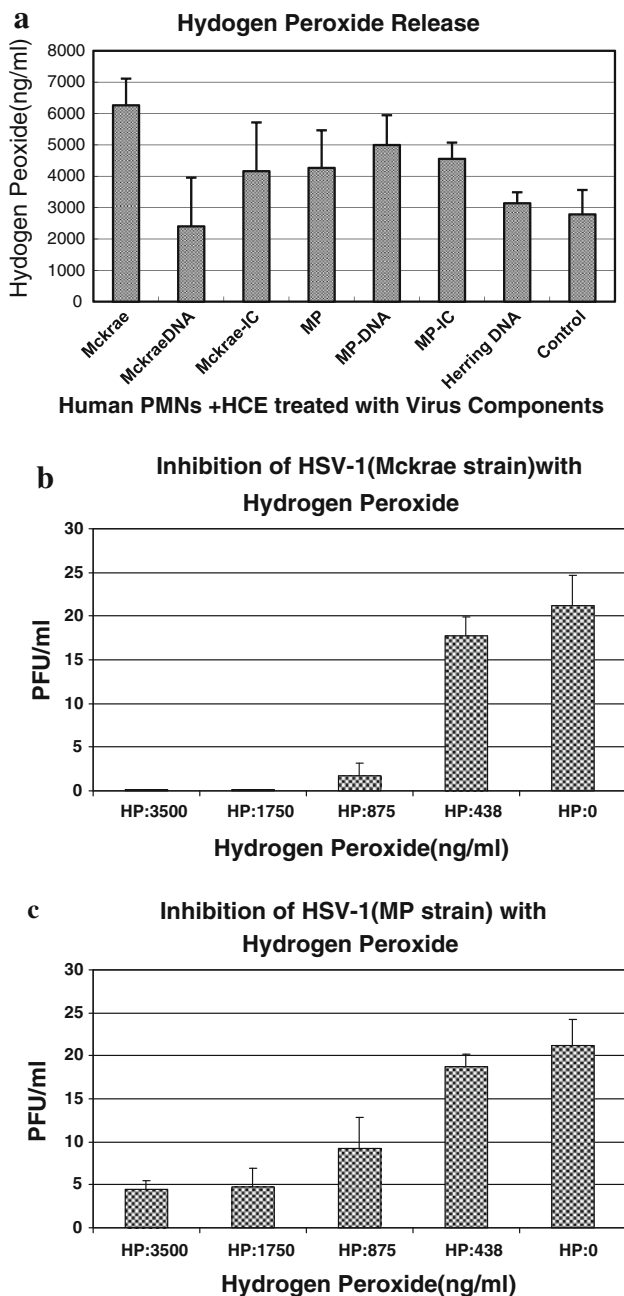 a
Hydogen Peroxide Release
Hydogen Peoxide(ng/ml)
8000
7000
6000
5000
4000
3000
2000
1000
0
Mckrae
MckraeDNA
Mckrae-IC
MP
MP-DNA
MP-IC
Herring DNA
Control
Human PMNs +HCE treated with Virus Components
b
Inhibition of HSV-1(Mckrae strain)with
Hydrogen Peroxide
PFU/ml
30
25
20
15
10
5
0
HP:3500 HP:1750 HP:875 HP:438 HP:0
Hydrogen Peroxide(ng/ml)
c
Inhibition of HSV-1(MP strain) with
Hydrogen Peroxide
PFU/ml
30
25
20
15
10
5
0
HP:3500 HP:1750 HP:875 HP:438 HP:0
Hydrogen Peroxide(ng/ml)